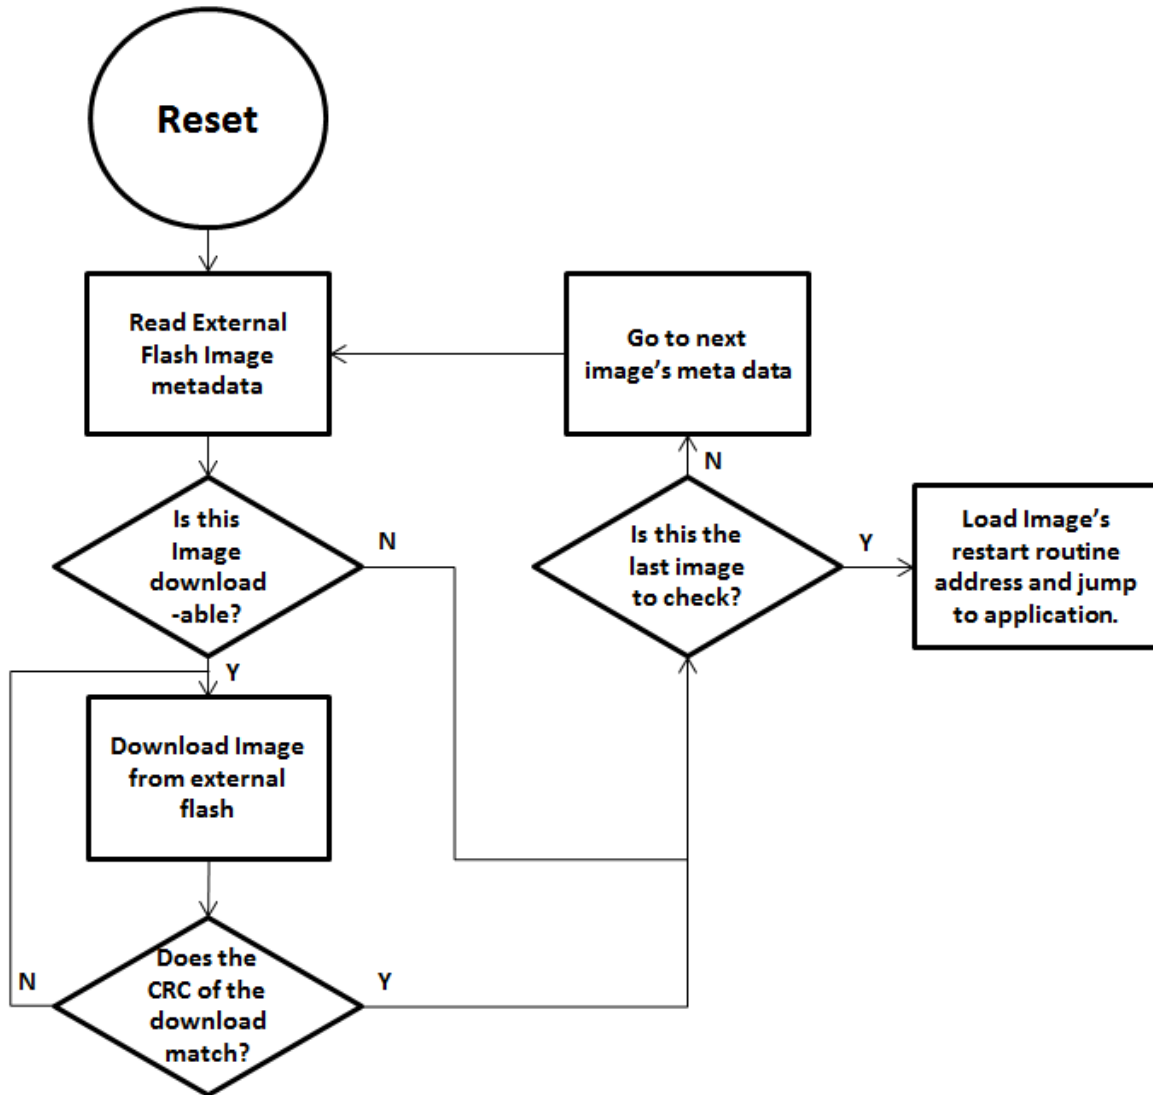 Reset
Read External
Flash Image
metadata
Go to next
image’s meta data
N
Is this
Image
download
-able?
N
Is this the
last image
to check?
Y
Load Image’s
restart routine
address and jump
to application.
Y
Download Image
from external
flash
N
Does the
CRC of the
download
match?
Y